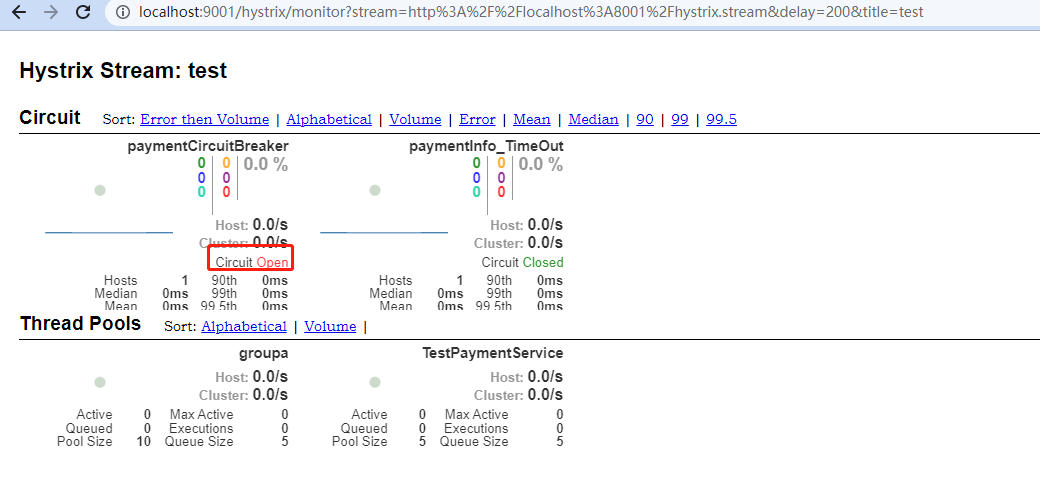 localhost:9001/hystrix/monitor?stream=http%3A%2F%2Flocalhost%3A8001%2Fhystrix.stream&delay=200&title=test
Hystrix Stream: test
Circuit Sort: Error then Volume | Alphabetical | Volume | Error | Mean | Median | 90 | 99 | 99.5
paymentCircuitBreaker paymentInfo_TimeOut
0 0 0.0 % 0 0 0.0 %
0 0 0 0
0 0 0 0
Host: 0.0/s Host: 0.0/s
Cluster: 0.0/s Cluster: 0.0/s
Circuit Open Circuit Closed
Hosts 1 90th 0ms Hosts 1 90th 0ms
Median 0ms 99th 0ms Median 0ms 99th 0ms
Mean 0ms 99.5th 0ms Mean 0ms 99.5th 0ms
Thread Pools Sort: Alphabetical | Volume |
groupa TestPaymentService
Host: 0.0/s Host: 0.0/s
Cluster: 0.0/s Cluster: 0.0/s
Active 0 Max Active 0 Active 0 Max Active 0
Queued 0 Executions 0 Queued 0 Executions 0
Pool Size 10 Queue Size 5 Pool Size 5 Queue Size 5